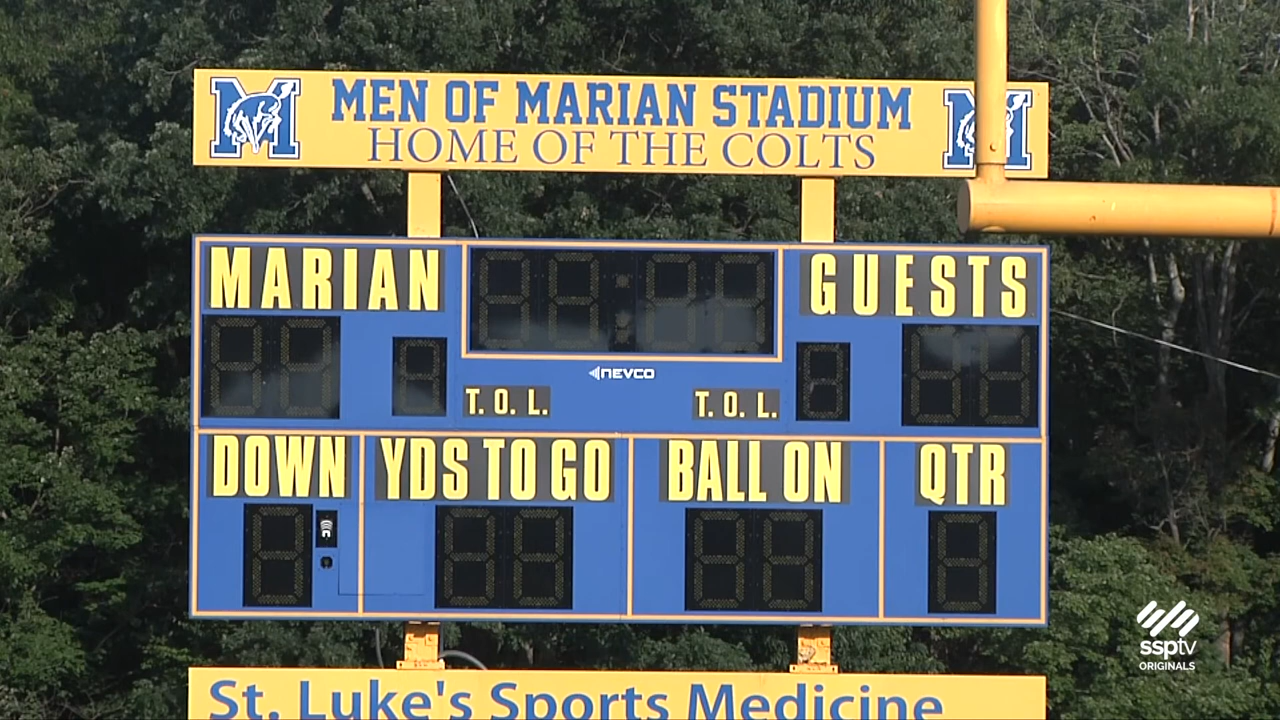 MEN OF MARIAN STADIUM
HOME OF THE COLTS
M
M
MARIAN
GUESTS
NEVCO
T. O. L.
T. O. L.
DOWN
YDS TO GO
BALL ON
QTR
ssptv
ORIGINALS
St. Luke's Sports Medicine